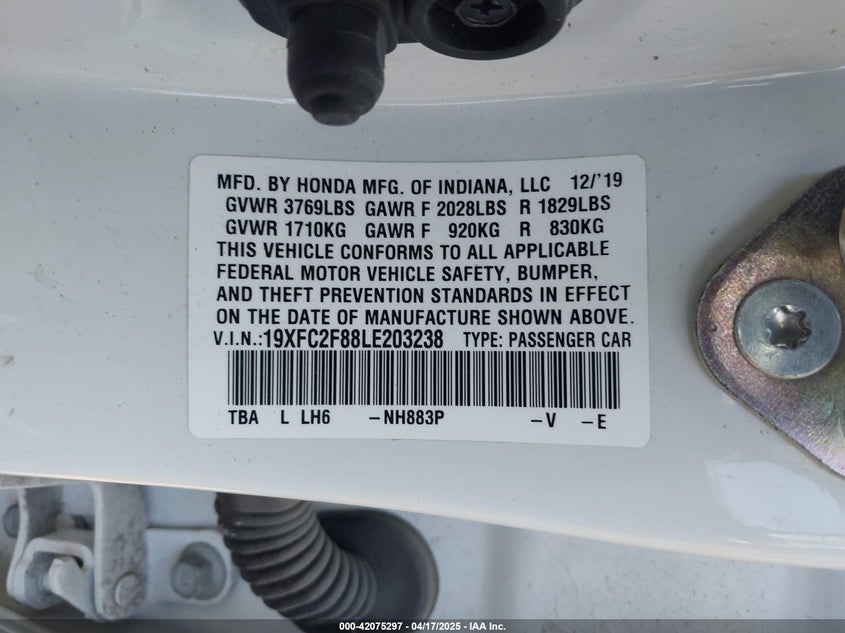 MFD. BY HONDA MFG. OF INDIANA, LLC 12/'19
GVWR 3769LBS GAWR F 2028LBS R 1829LBS
GVWR 1710KG GAWR F 920KG R 830KG
THIS VEHICLE CONFORMS TO ALL APPLICABLE
FEDERAL MOTOR VEHICLE SAFETY, BUMPER,
AND THEFT PREVENTION STANDARDS IN EFFECT
ON THE DATE OF MANUFACTURE SHOWN ABOVE.
V.I.N.:19XFC2F88LE203238 TYPE: PASSENGER CAR
TBA L LH6 –NH883P –V –E
000-42075297 - 04/17/2025 - IAA Inc.